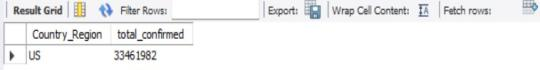 Result Grid Filter Rows: Export: Wrap Cell Content: Fetch rows:
Country_Region total_confirmed
US 33461982